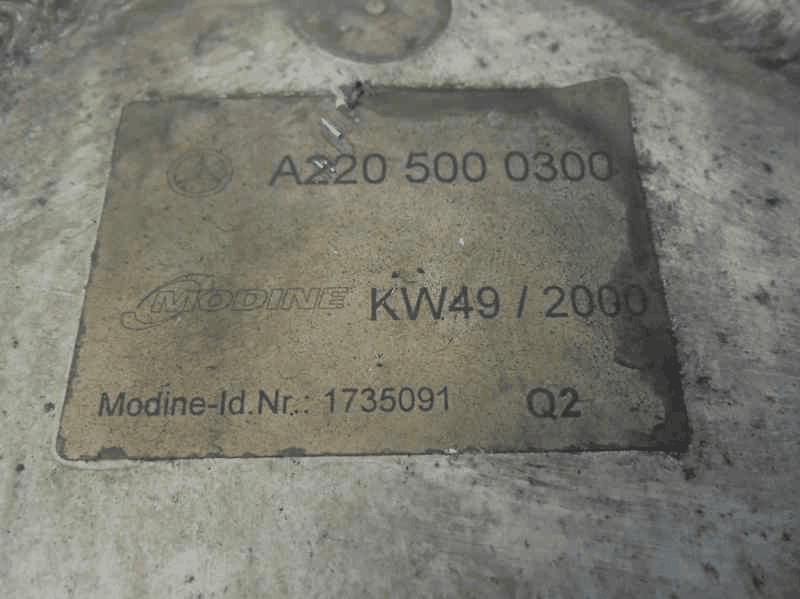 A220 500 0300
MODINE KW49 / 2000
Modine-Id.Nr.: 1735091 Q2